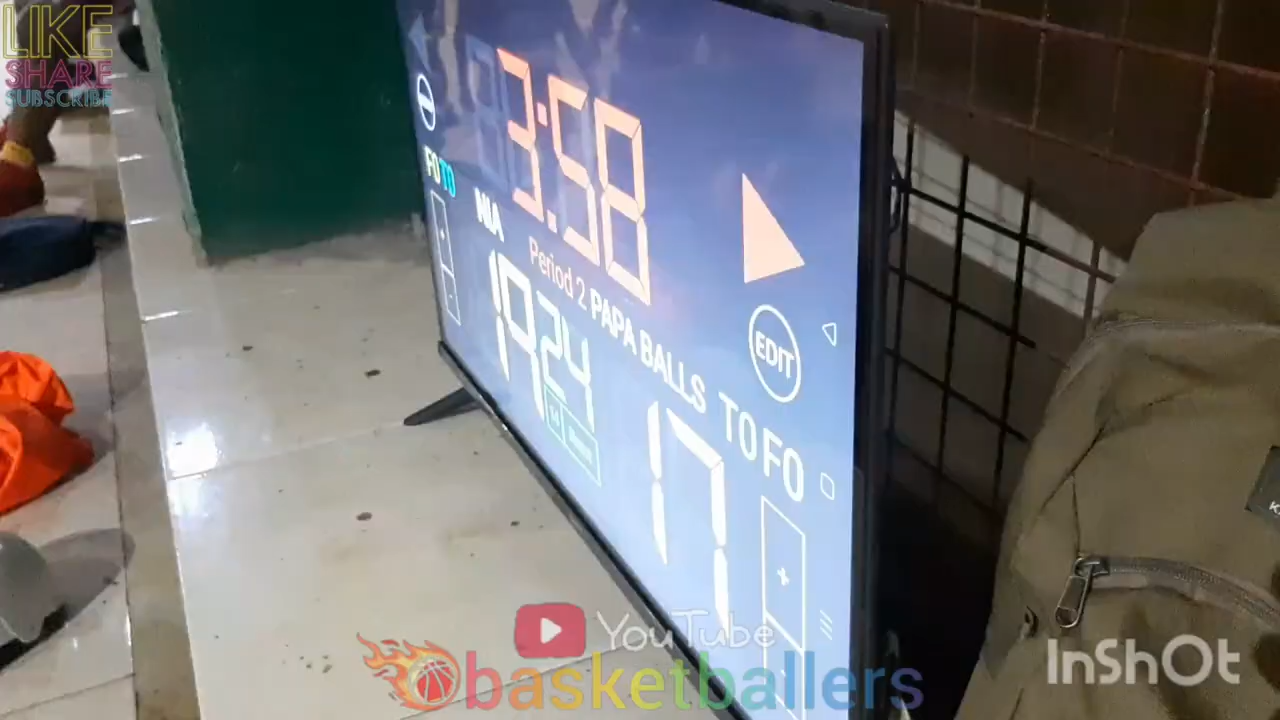 LIKE
SHARE
SUBSCRIBE
3:58
FO TO
NIA
Period 2
PAPA BALLS
24
14
EDIT
TO FO
17
+
+
YouTube
basketballers
InShOt